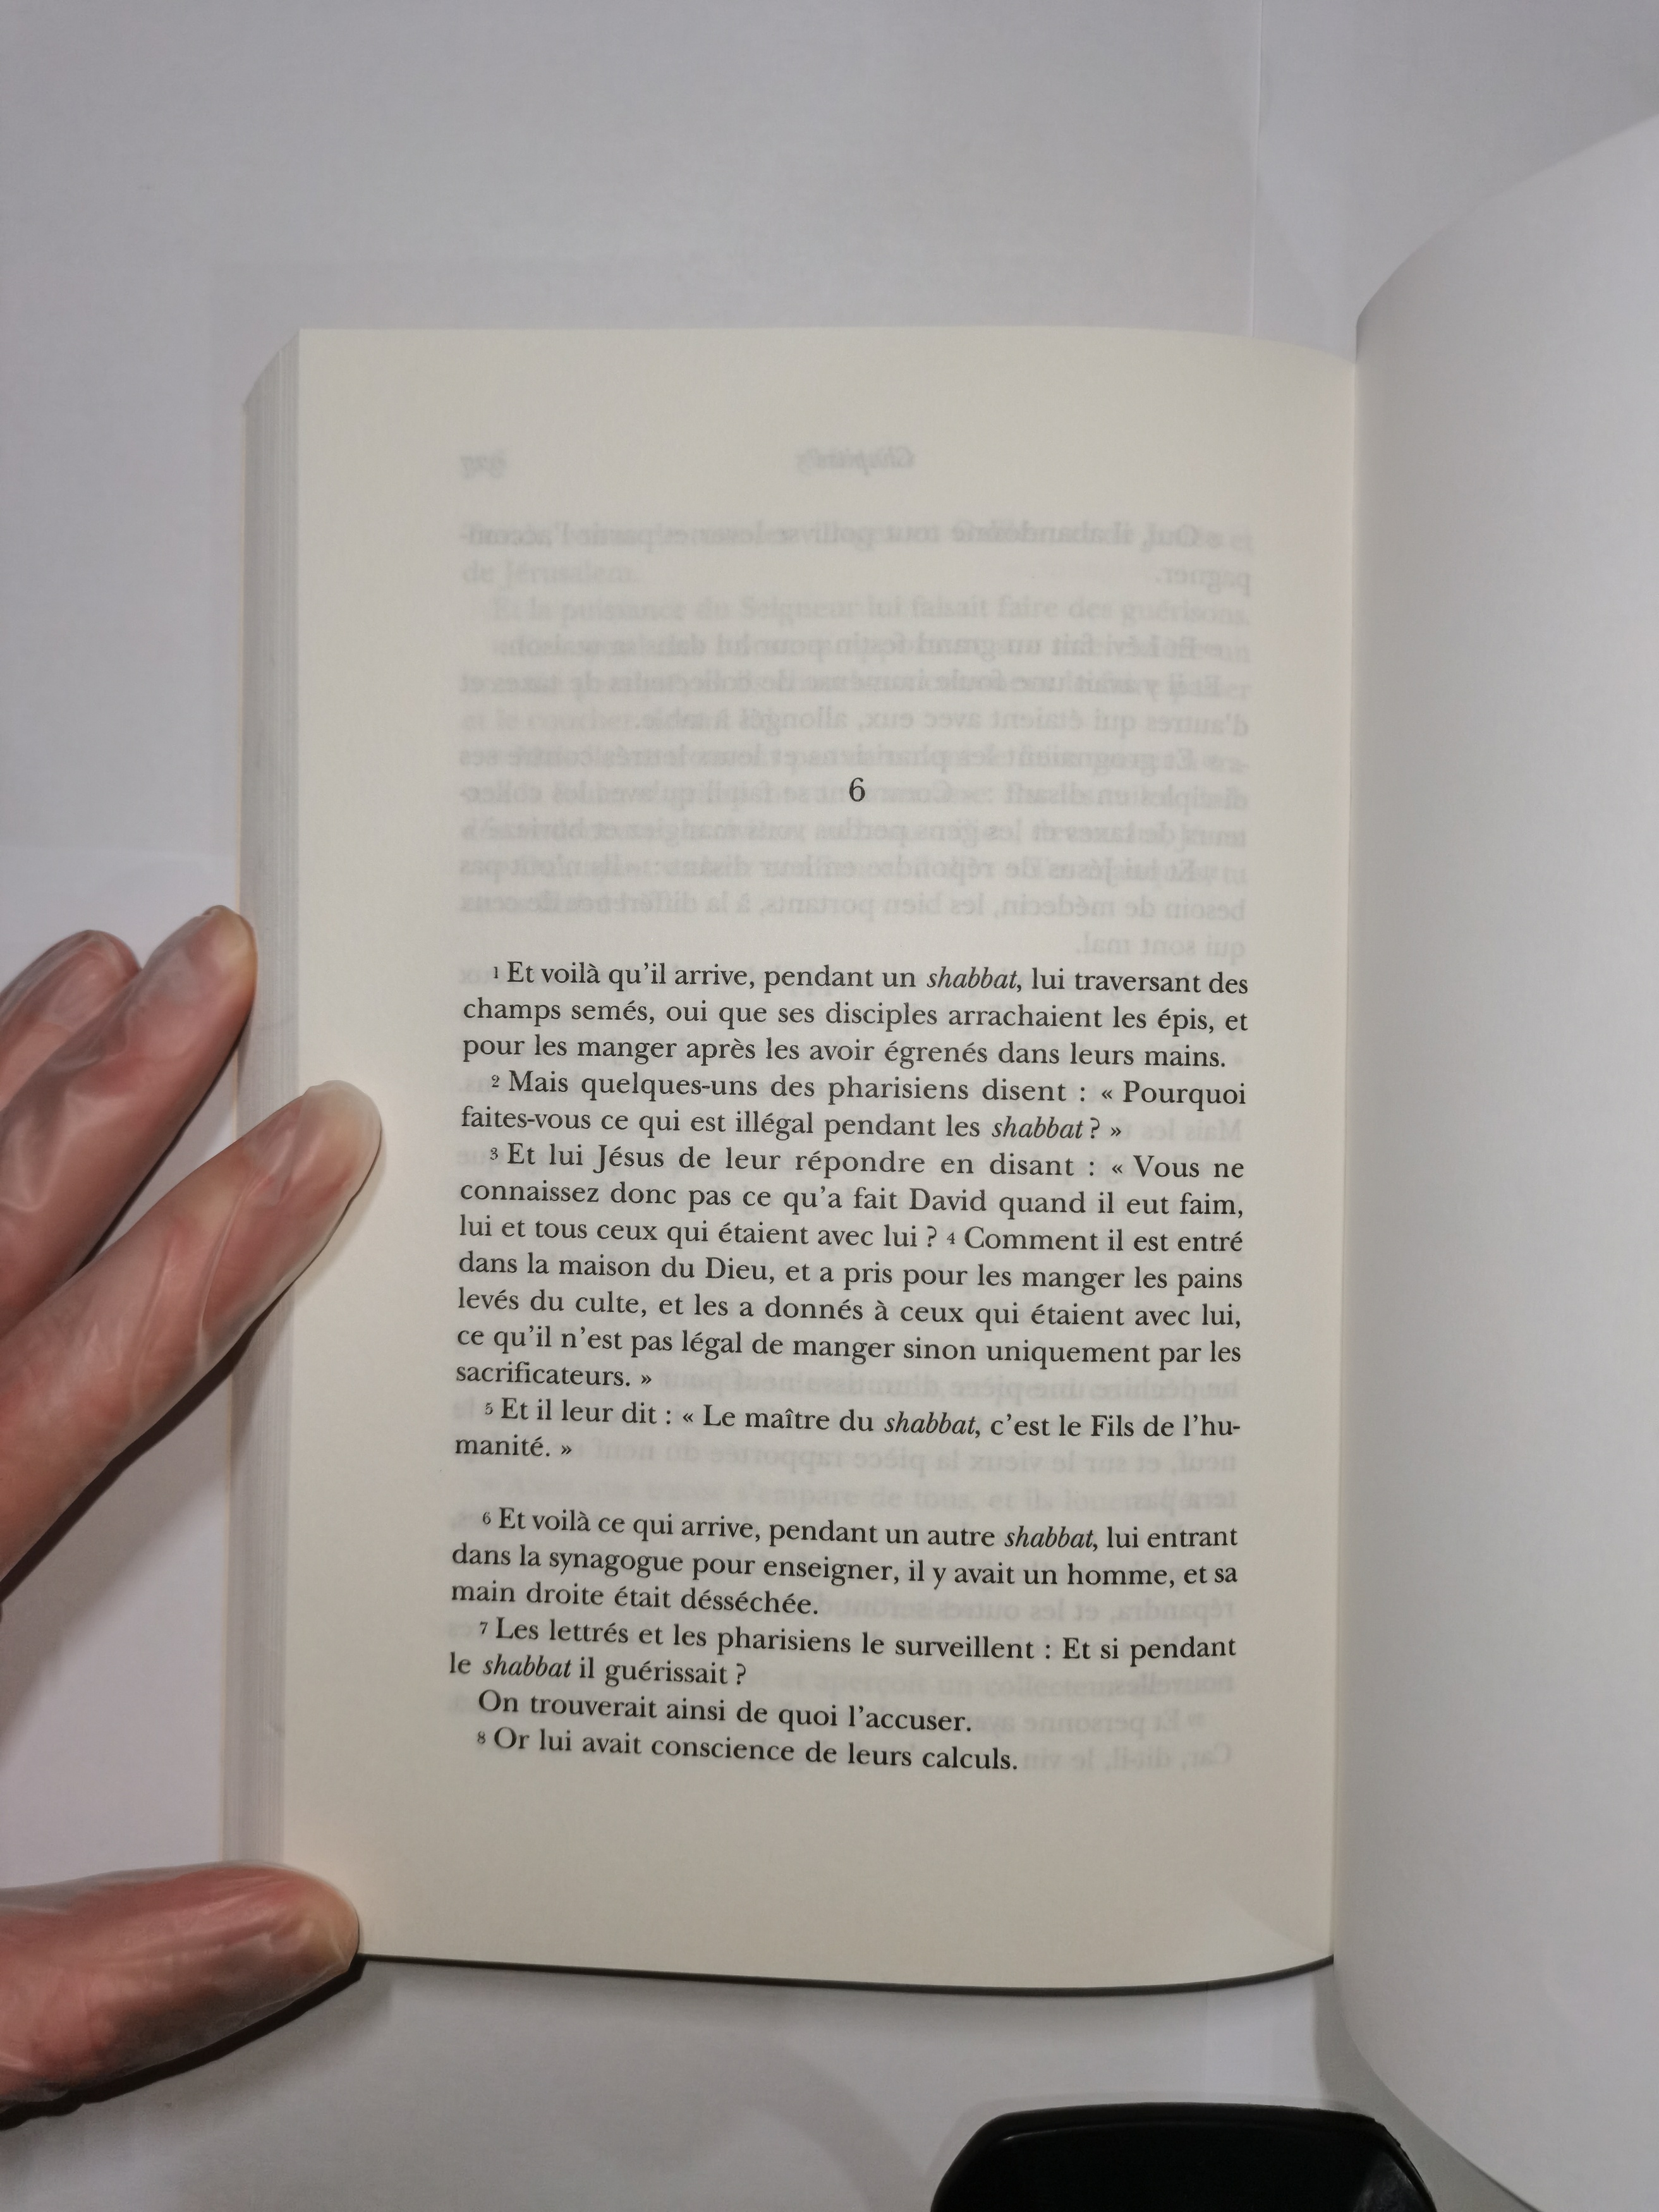 6
1 Et voilà qu'il arrive, pendant un shabbat, lui traversant des
champs semés, oui que ses disciples arrachaient les épis, et
pour les manger après les avoir égrenés dans leurs mains.
2 Mais quelques-uns des pharisiens disent : « Pourquoi
faites-vous ce qui est illégal pendant les shabbat ? »
3 Et lui Jésus de leur répondre en disant : « Vous ne
connaissez donc pas ce qu'a fait David quand il eut faim,
lui et tous ceux qui étaient avec lui ? 4 Comment il est entré
dans la maison du Dieu, et a pris pour les manger les pains
levés du culte, et les a donnés à ceux qui étaient avec lui,
ce qu'il n'est pas légal de manger sinon uniquement par les
sacrificateurs. »
5 Et il leur dit : « Le maître du shabbat, c'est le Fils de l'hu-
manité. »
6 Et voilà ce qui arrive, pendant un autre shabbat, lui entrant
dans la synagogue pour enseigner, il y avait un homme, et sa
main droite était désséchée.
7 Les lettrés et les pharisiens le surveillent : Et si pendant
le shabbat il guérissait ?
On trouverait ainsi de quoi l'accuser.
8 Or lui avait conscience de leurs calculs.